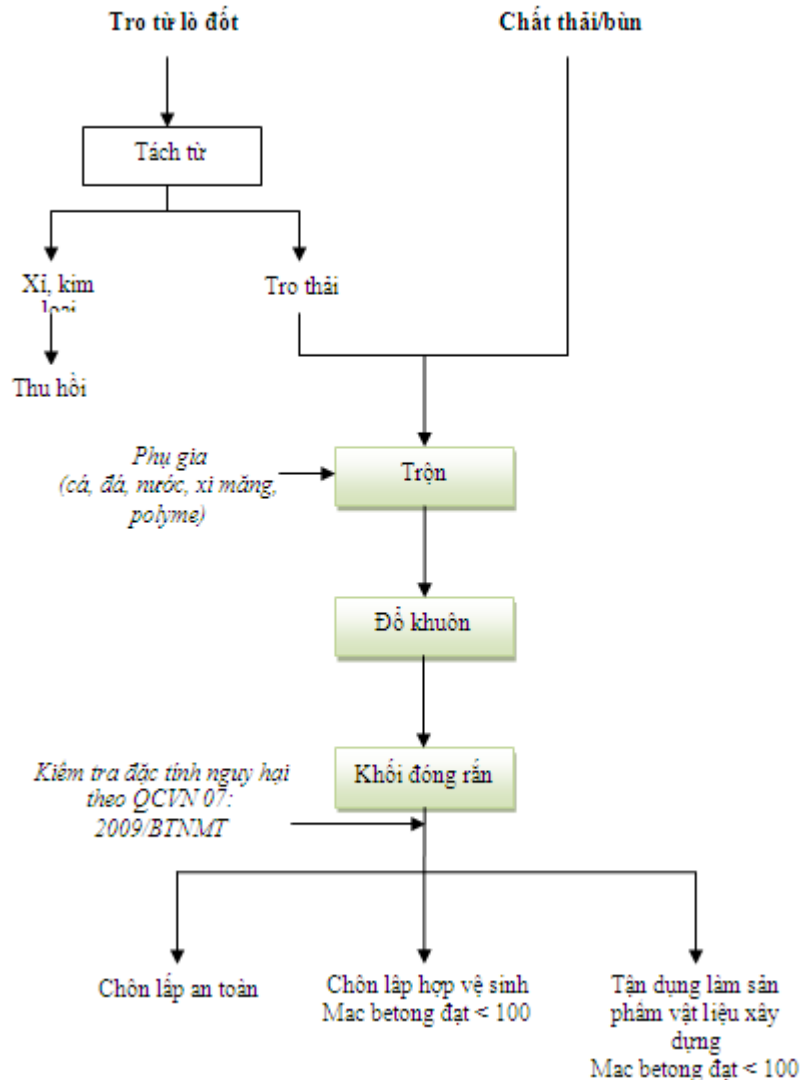 Tro từ lò đốt
Chất thải/bùn
Tách từ
Xỉ, kim
loại
Tro thải
Thu hồi
Phụ gia
(cá, đá, nước, xi măng,
polyme)
Trộn
Đổ khuôn
Khối đóng rắn
Kiểm tra đặc tính nguy hại
theo QCVN 07:
2009/BTNMT
Chôn lấp an toàn
Chôn lấp hợp vệ sinh
Mac betong đạt < 100
Tận dụng làm sản
phẩm vật liệu xây
dựng
Mac betong đạt < 100